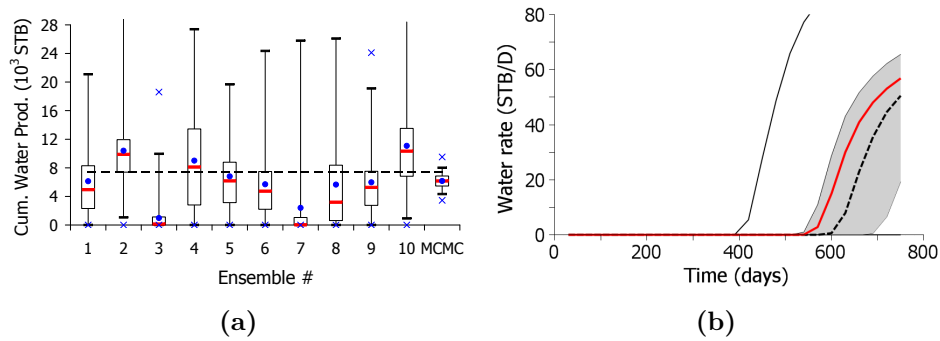 Cum. Water Prod. (10³ STB)
28
24
20
16
12
8
4
0
1 2 3 4 5 6 7 8 9 10 MCMC
Ensemble #
(a)
Water rate (STB/D)
80
60
40
20
0
0 200 400 600 800
Time (days)
(b)